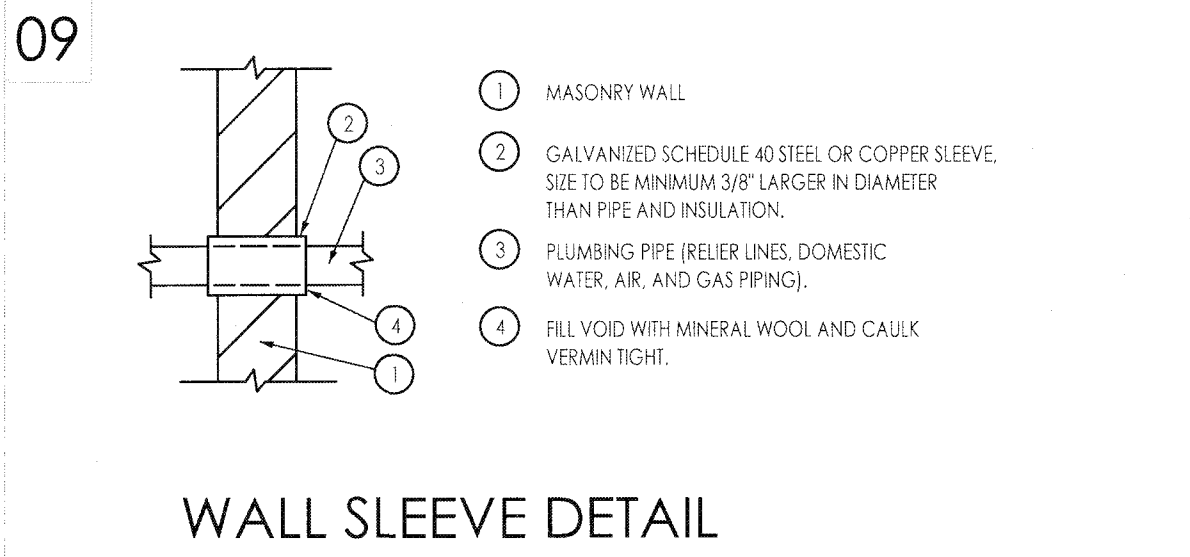 09
2
3
4
1
1 MASONRY WALL
2 GALVANIZED SCHEDULE 40 STEEL OR COPPER SLEEVE,
SIZE TO BE MINIMUM 3/8" LARGER IN DIAMETER
THAN PIPE AND INSULATION.
3 PLUMBING PIPE (RELIER LINES, DOMESTIC
WATER, AIR, AND GAS PIPING).
4 FILL VOID WITH MINERAL WOOL AND CAULK
VERMIN TIGHT.
WALL SLEEVE DETAIL